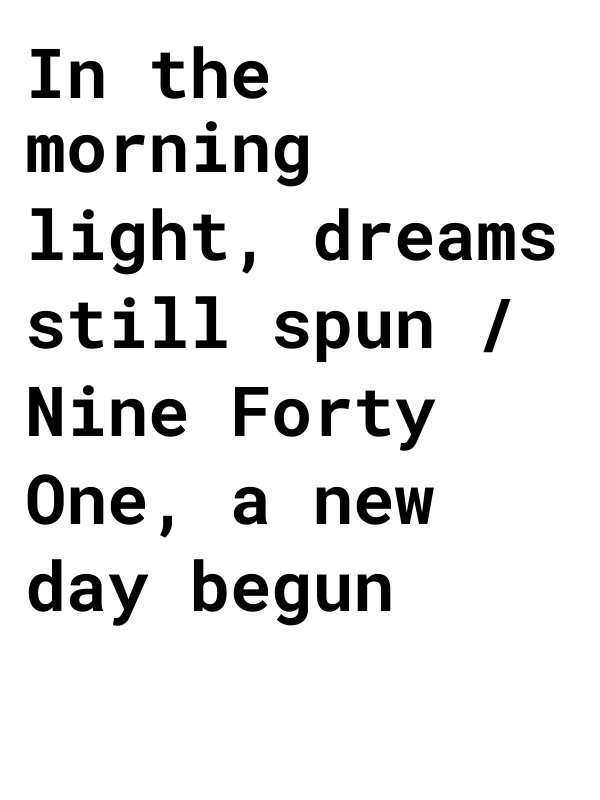 In the
morning
light, dreams
still spun /
Nine Forty
One, a new
day begun